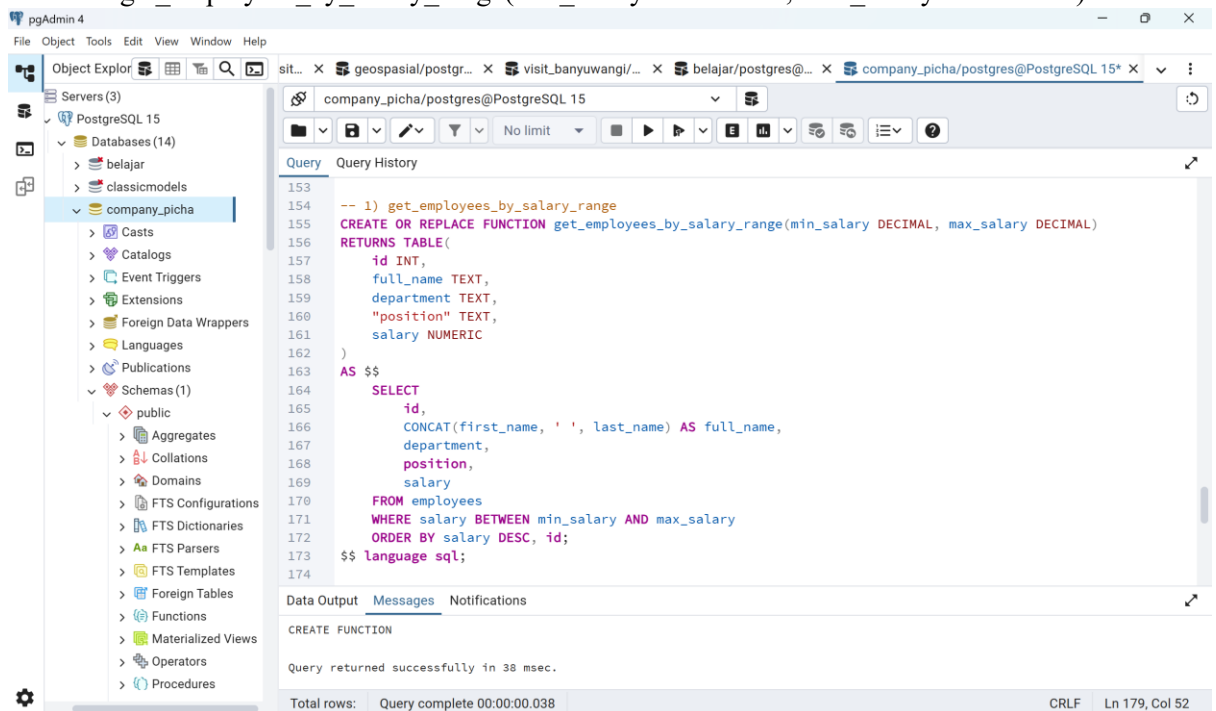 get_employees_by_salary_range(min_salary DECIMAL, max_salary DECIMAL)
pgAdmin 4
File Object Tools Edit View Window Help
Object Explor
sit...
geospasial/postgr...
visit_banyuwangi/...
belajar/postgres@...
company_picha/postgres@PostgreSQL 15*
Servers (3)
PostgreSQL 15
Databases (14)
belajar
classicmodels
company_picha
Casts
Catalogs
Event Triggers
Extensions
Foreign Data Wrappers
Languages
Publications
Schemas (1)
public
Aggregates
Collations
Domains
FTS Configurations
FTS Dictionaries
FTS Parsers
FTS Templates
Foreign Tables
Functions
Materialized Views
Operators
Procedures
company_picha/postgres@PostgreSQL 15
No limit
Query Query History
153
154 -- 1) get_employees_by_salary_range
155 CREATE OR REPLACE FUNCTION get_employees_by_salary_range(min_salary DECIMAL, max_salary DECIMAL)
156 RETURNS TABLE(
157 id INT,
158 full_name TEXT,
159 department TEXT,
160 "position" TEXT,
161 salary NUMERIC
162 )
163 AS $$
164 SELECT
165 id,
166 CONCAT(first_name, ' ', last_name) AS full_name,
167 department,
168 position,
169 salary
170 FROM employees
171 WHERE salary BETWEEN min_salary AND max_salary
172 ORDER BY salary DESC, id;
173 $$ language sql;
174
Data Output Messages Notifications
CREATE FUNCTION
Query returned successfully in 38 msec.
Total rows: Query complete 00:00:00.038 CRLF Ln 179, Col 52